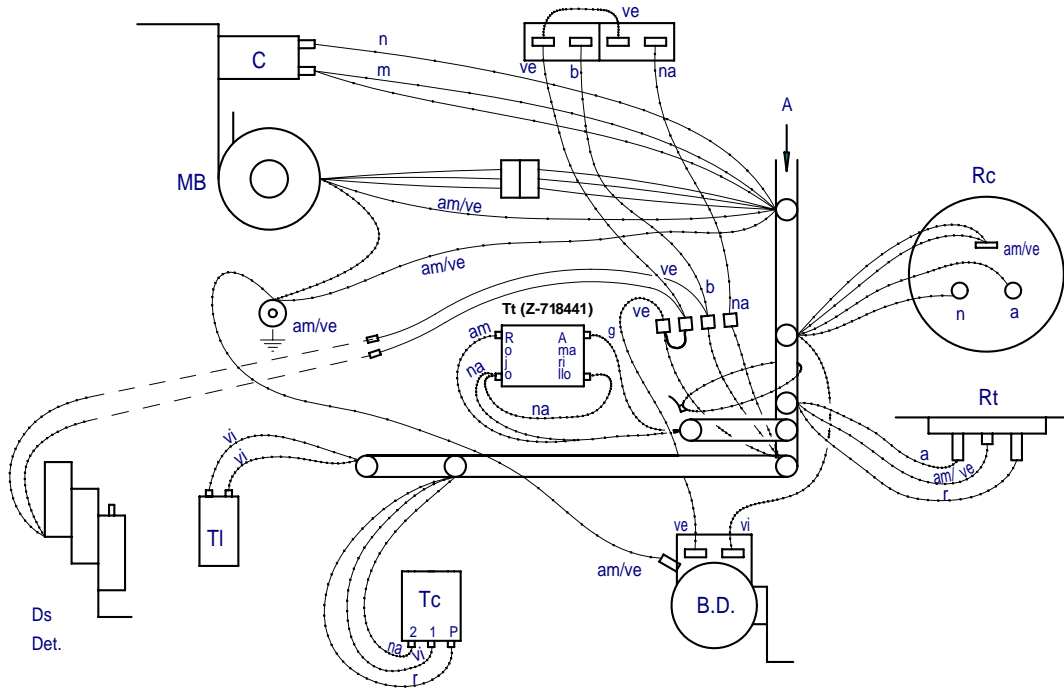 ve
n
C
m
ve
b
na
A
MB
Rc
am/ve
am/ve
am/ve
ve
b
na
n
a
am/ve
ve
Tt (Z-718441)
am
R
o
j
o
A
ma
ri
llo
g
na
na
Rt
vi
vi
a
am/ ve
r
Tl
ve
vi
am/ve
Tc
2 1 P
B.D.
Ds
Det.
na
vi
r